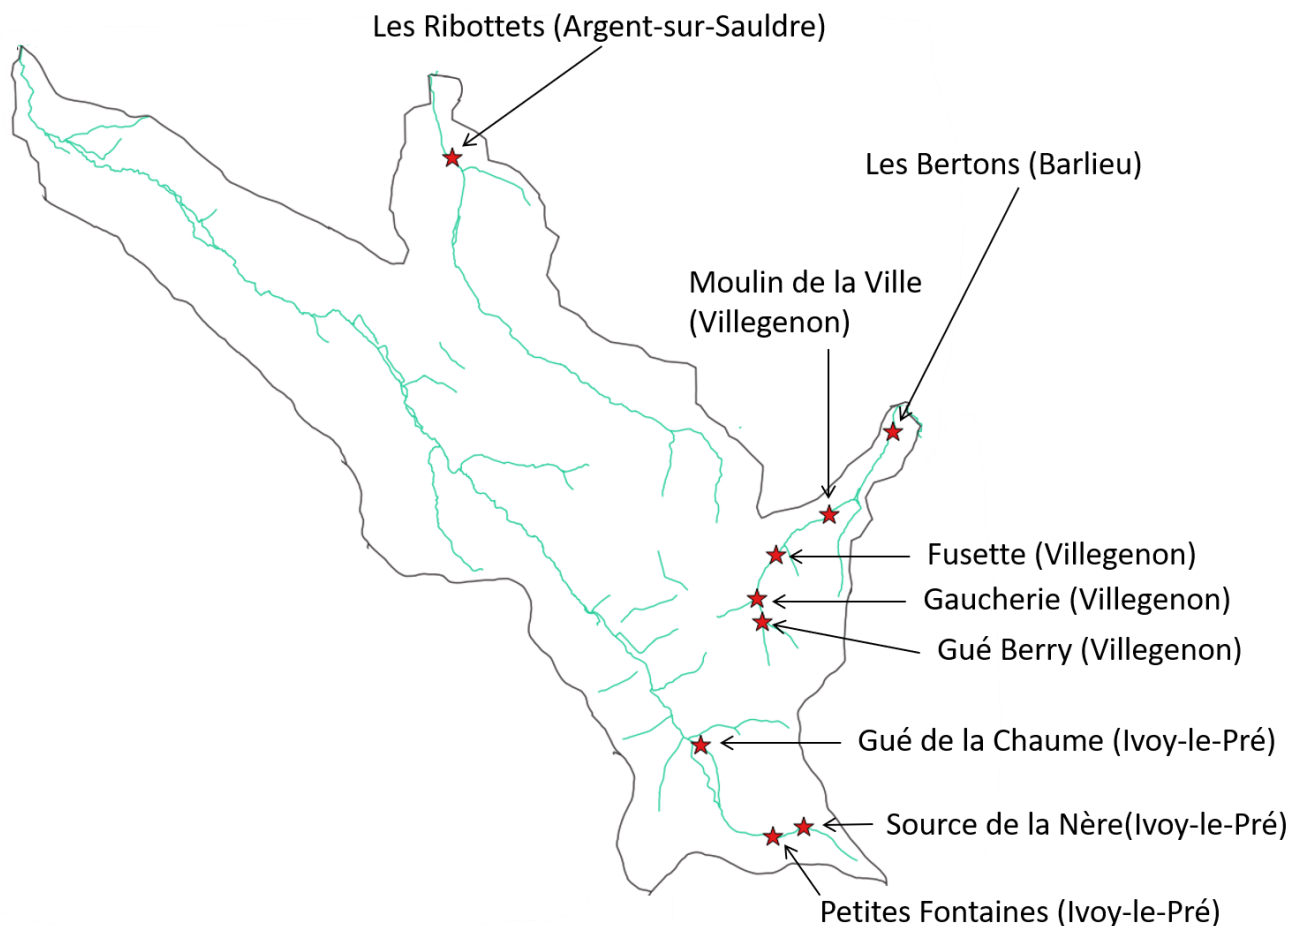 Les Ribottets (Argent-sur-Sauldre)
Les Bertons (Barlieu)
Moulin de la Ville
(Villegenon)
Fusette (Villegenon)
Gaucherie (Villegenon)
Gué Berry (Villegenon)
Gué de la Chaume (Ivoy-le-Pré)
Source de la Nère(Ivoy-le-Pré)
Petites Fontaines (Ivoy-le-Pré)